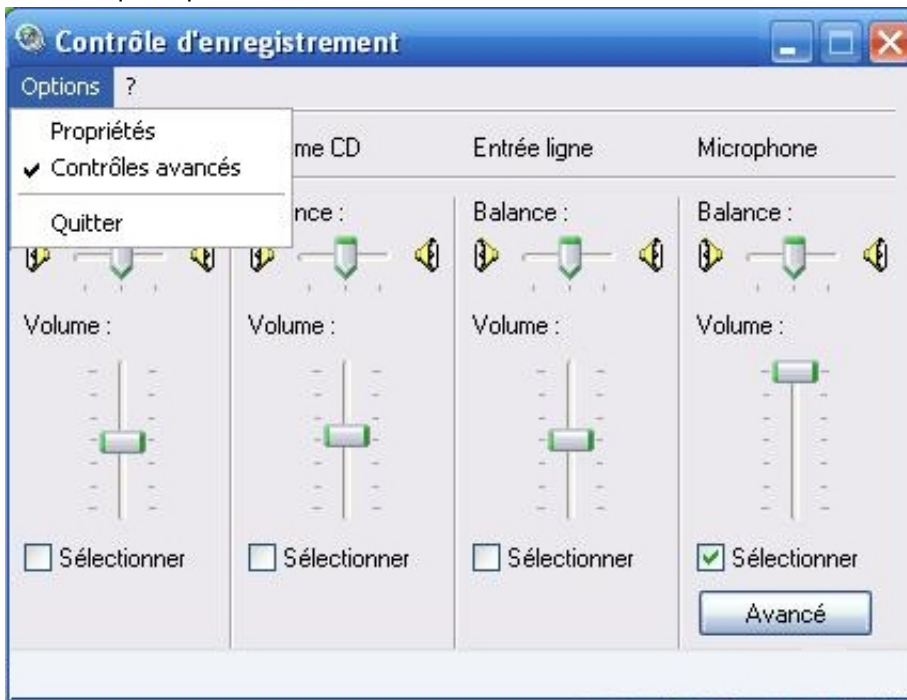 Contrôle d'enregistrement
Options ?
Propriétés
Contrôles avancés
Quitter
me CD
Entrée ligne
Microphone
nce :
Balance :
Balance :
Volume :
Volume :
Volume :
Volume :
Sélectionner
Sélectionner
Sélectionner
Sélectionner
Avancé